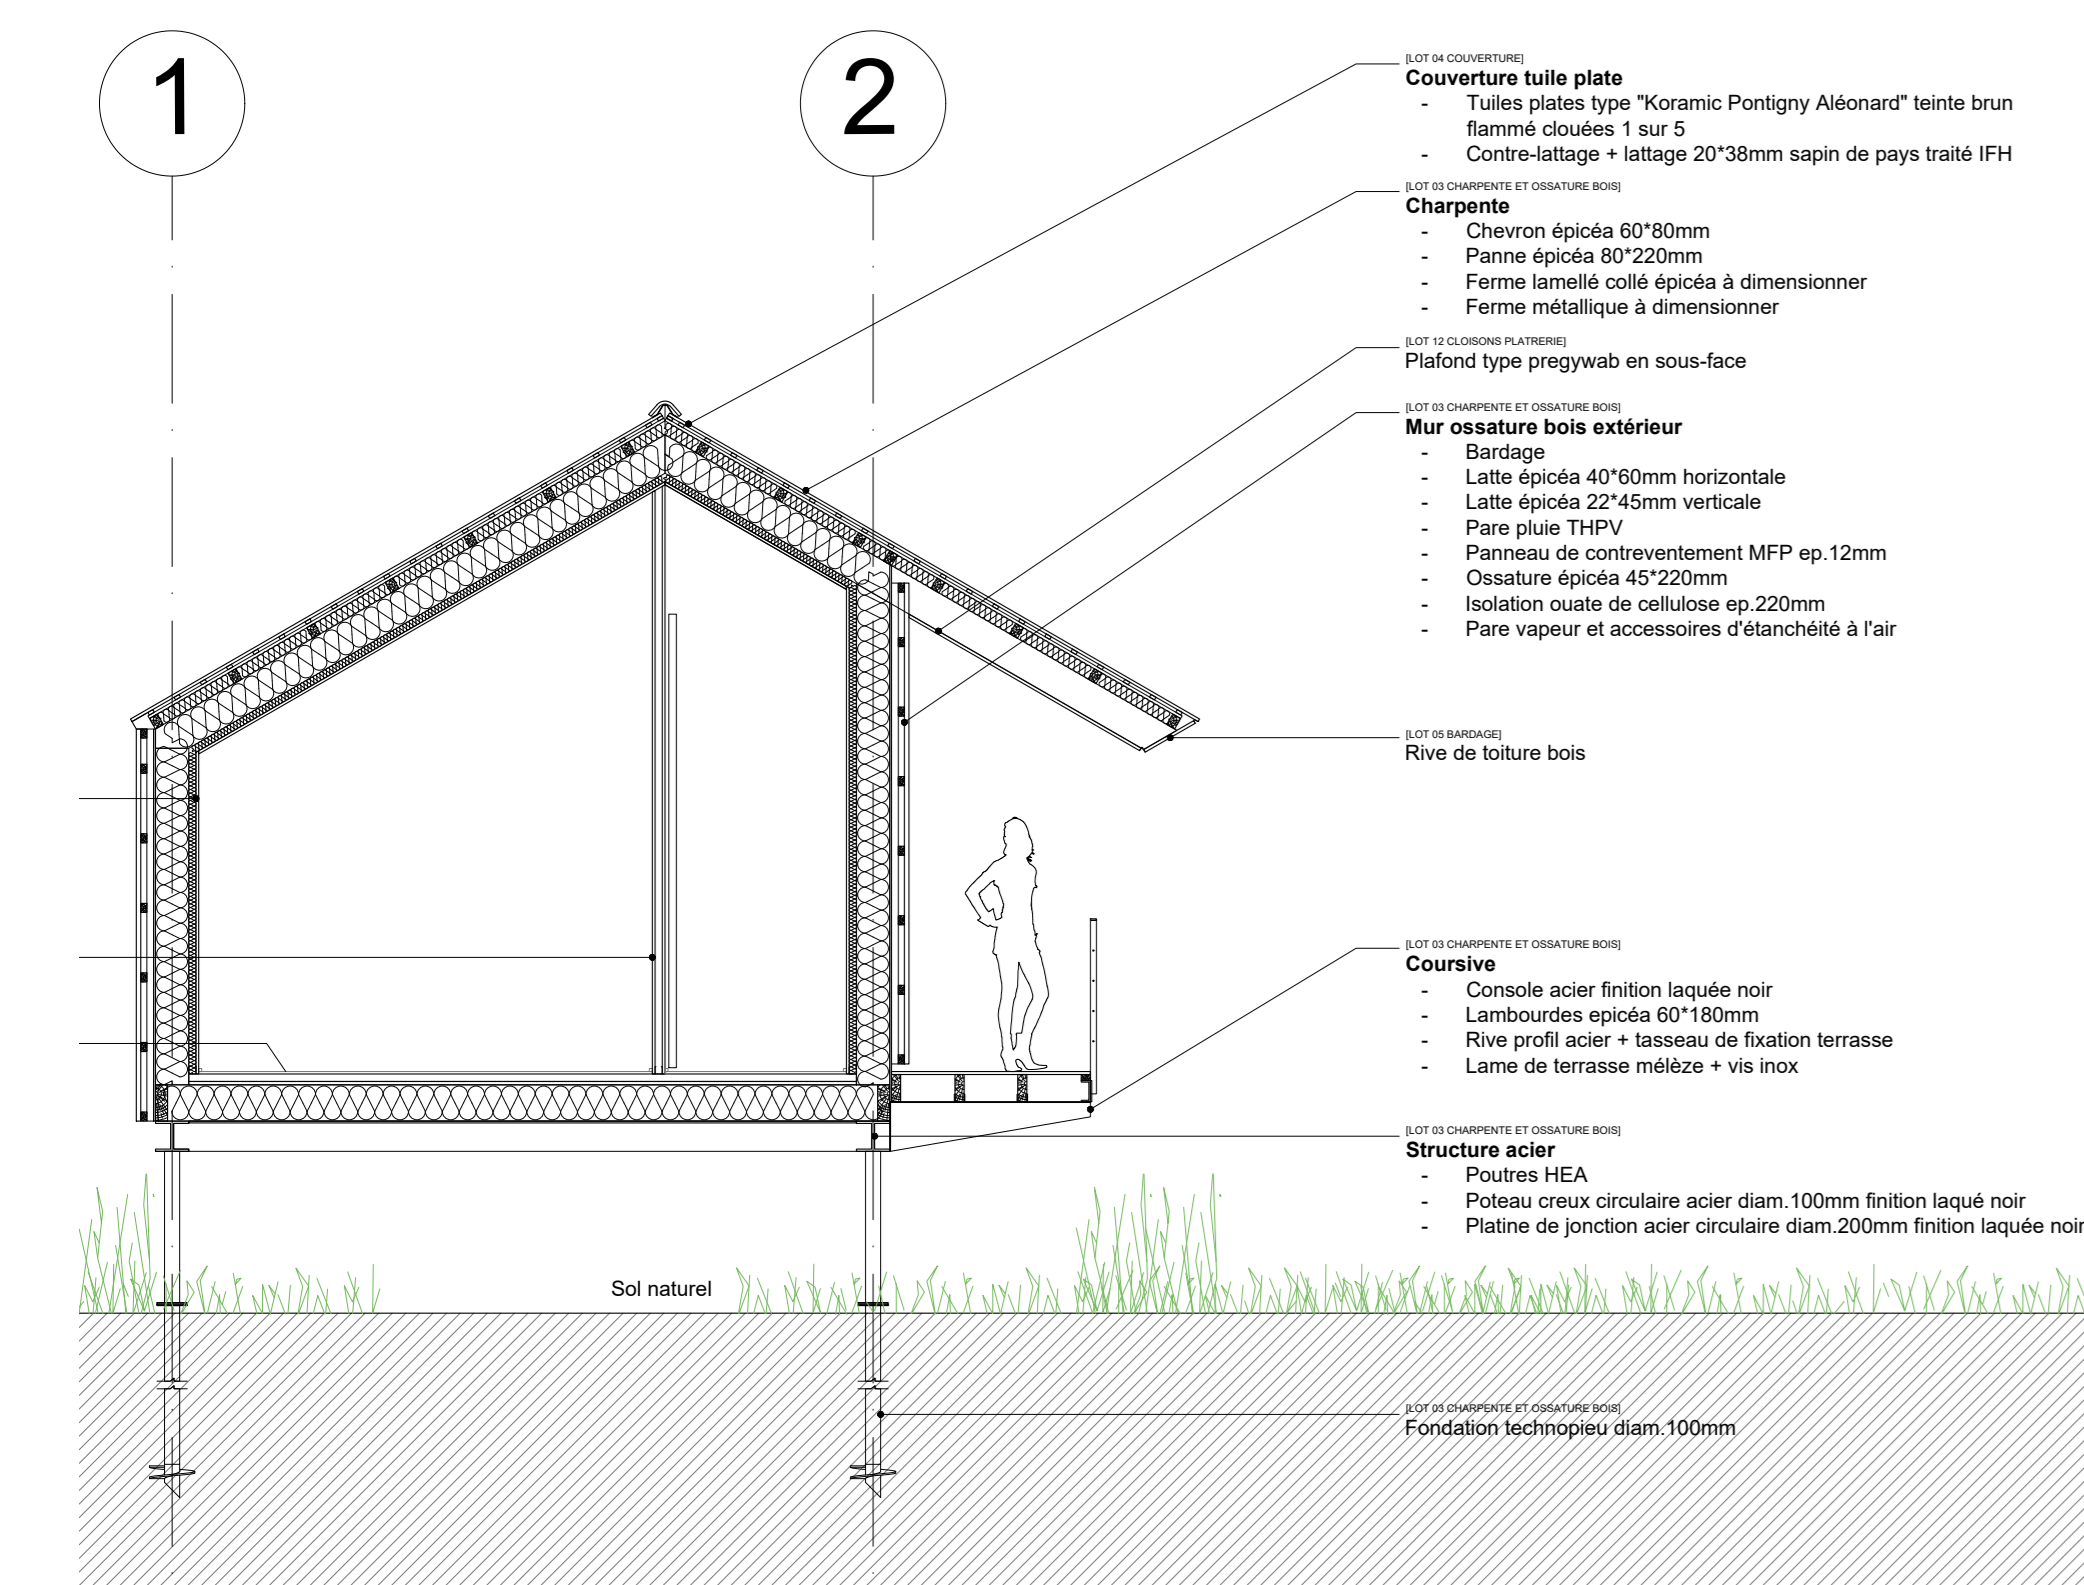 1
2
[LOT 04 COUVERTURE]
Couverture tuile plate
- Tuiles plates type "Koramic Pontigny Aléonard" teinte brun
flammé clouées 1 sur 5
- Contre-lattage + lattage 20*38mm sapin de pays traité IFH
[LOT 03 CHARPENTE ET OSSATURE BOIS]
Charpente
- Chevron épicéa 60*80mm
- Panne épicéa 80*220mm
- Ferme lamellé collé épicéa à dimensionner
- Ferme métallique à dimensionner
[LOT 12 CLOISONS PLATRERIE]
Plafond type pregywab en sous-face
[LOT 03 CHARPENTE ET OSSATURE BOIS]
Mur ossature bois extérieur
- Bardage
- Latte épicéa 40*60mm horizontale
- Latte épicéa 22*45mm verticale
- Pare pluie THPV
- Panneau de contreventement MFP ep.12mm
- Ossature épicéa 45*220mm
- Isolation ouate de cellulose ep.220mm
- Pare vapeur et accessoires d'étanchéité à l'air
[LOT 05 BARDAGE]
Rive de toiture bois
[LOT 03 CHARPENTE ET OSSATURE BOIS]
Coursive
- Console acier finition laquée noir
- Lambourdes epicéa 60*180mm
- Rive profil acier + tasseau de fixation terrasse
- Lame de terrasse mélèze + vis inox
[LOT 03 CHARPENTE ET OSSATURE BOIS]
Structure acier
- Poutres HEA
- Poteau creux circulaire acier diam.100mm finition laqué noir
- Platine de jonction acier circulaire diam.200mm finition laquée noir
Sol naturel
[LOT 03 CHARPENTE ET OSSATURE BOIS]
Fondation technopieu diam.100mm